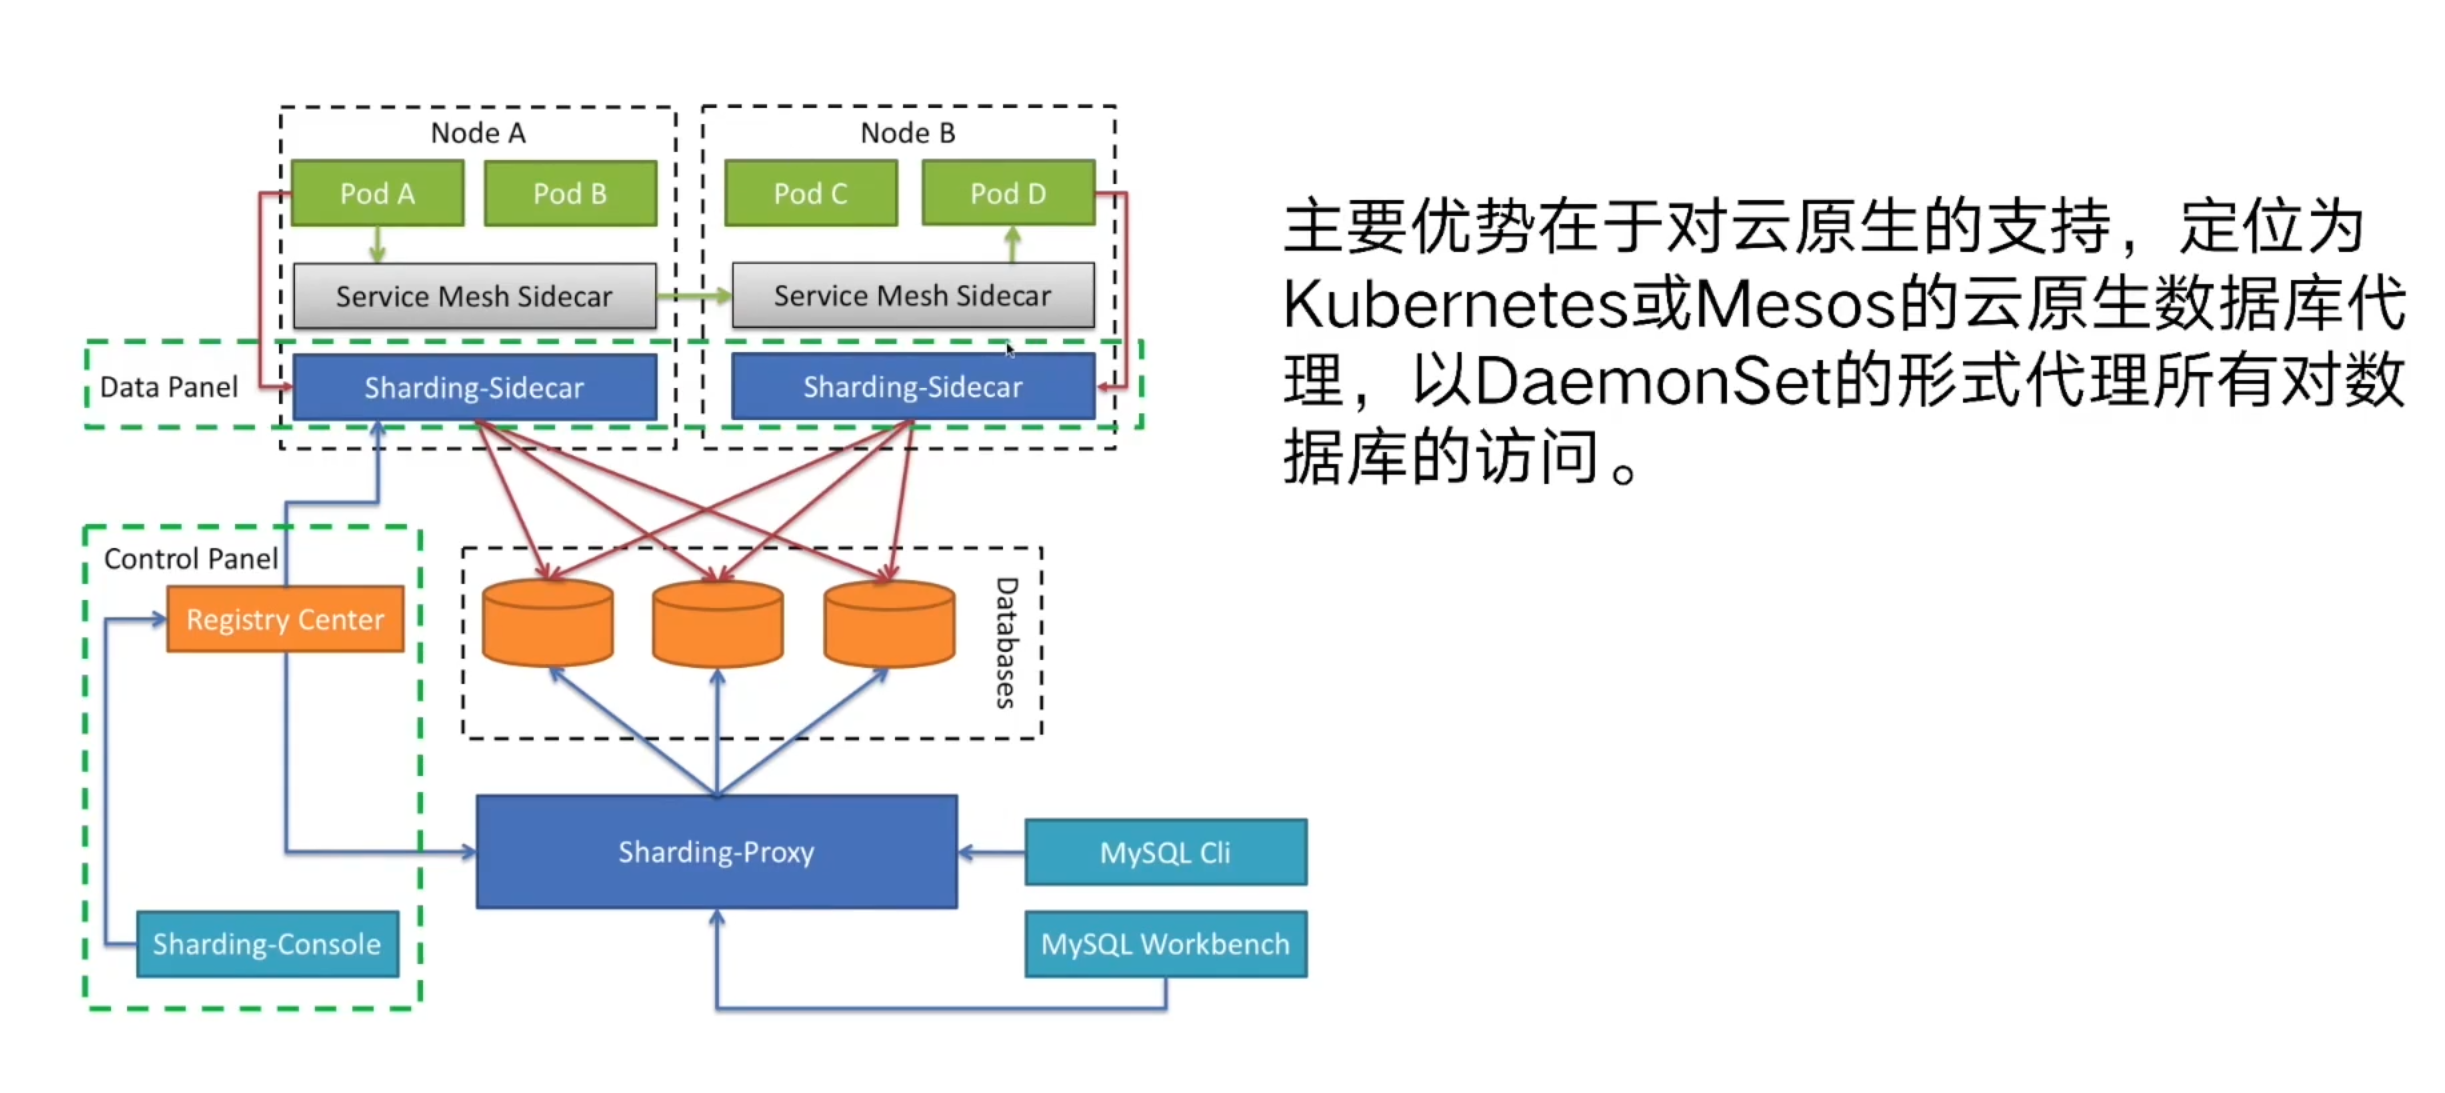 Node A
Node B
Pod A
Pod B
Pod C
Pod D
Service Mesh Sidecar
Service Mesh Sidecar
Data Panel
Sharding-Sidecar
Sharding-Sidecar
Control Panel
Registry Center
Databases
Sharding-Proxy
MySQL Cli
Sharding-Console
MySQL Workbench
主要优势在于对云原生的支持，定位为
Kubernetes或Mesos的云原生数据库代
理，以DaemonSet的形式代理所有对数
据库的访问。